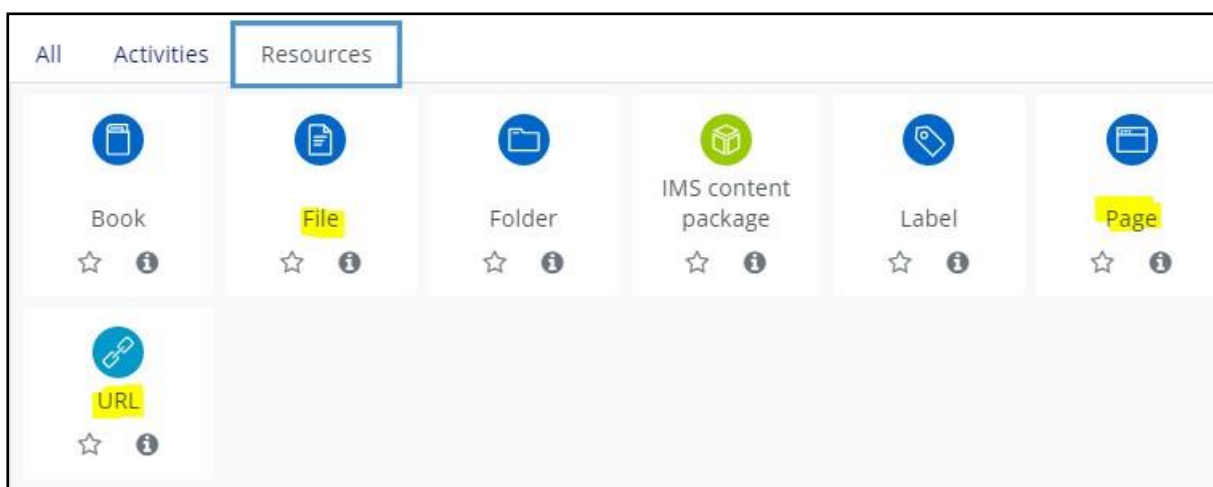 All Activities Resources
Book File Folder IMS content package Label Page
URL